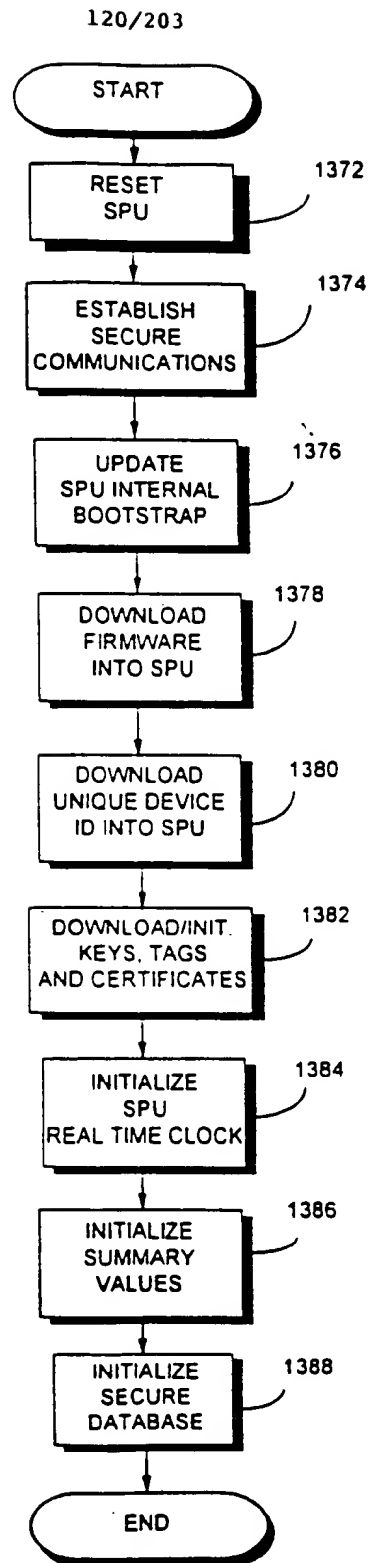 120/203
START
RESET
SPU
1372
ESTABLISH
SECURE
COMMUNICATIONS
1374
UPDATE
SPU INTERNAL
BOOTSTRAP
1376
DOWNLOAD
FIRMWARE
INTO SPU
1378
DOWNLOAD
UNIQUE DEVICE
ID INTO SPU
1380
DOWNLOAD/INIT.
KEYS, TAGS
AND CERTIFICATES
1382
INITIALIZE
SPU
REAL TIME CLOCK
1384
INITIALIZE
SUMMARY
VALUES
1386
INITIALIZE
SECURE
DATABASE
1388
END